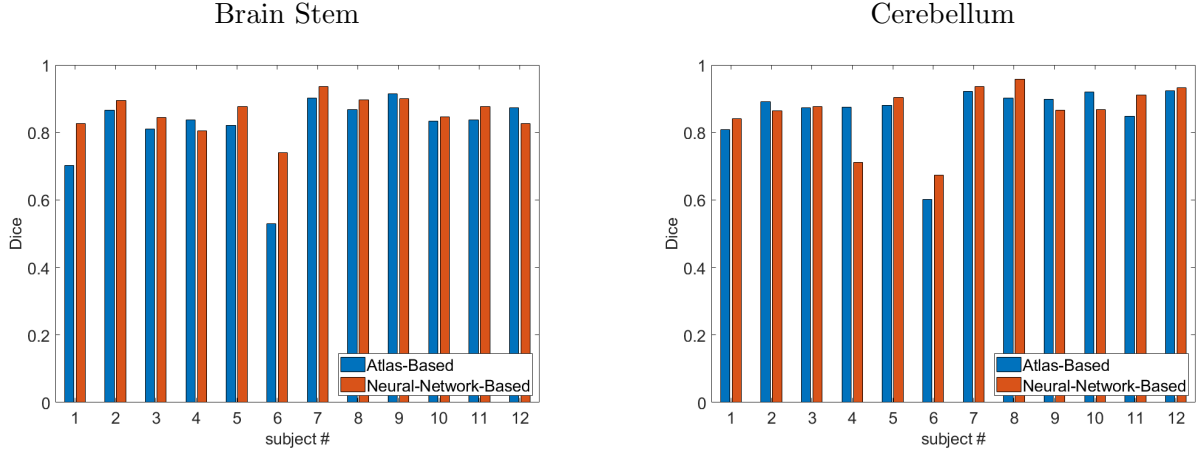 Brain Stem
1
0.8
0.6
0.4
0.2
0
Dice
1 2 3 4 5 6 7 8 9 10 11 12
subject #
Atlas-Based
Neural-Network-Based
Cerebellum
1
0.8
0.6
0.4
0.2
0
Dice
1 2 3 4 5 6 7 8 9 10 11 12
subject #
Atlas-Based
Neural-Network-Based